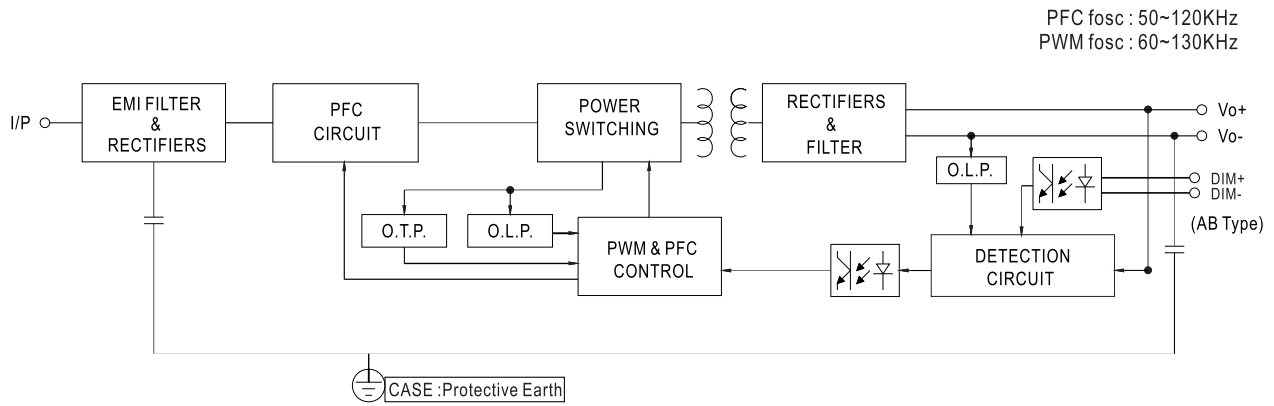 PFC fosc : 50~120KHz
PWM fosc : 60~130KHz
I/P
EMI FILTER
&
RECTIFIERS
PFC
CIRCUIT
POWER
SWITCHING
RECTIFIERS
&
FILTER
Vo+
Vo-
O.L.P.
DIM+
DIM-
(AB Type)
O.T.P.
O.L.P.
PWM & PFC
CONTROL
DETECTION
CIRCUIT
CASE :Protective Earth